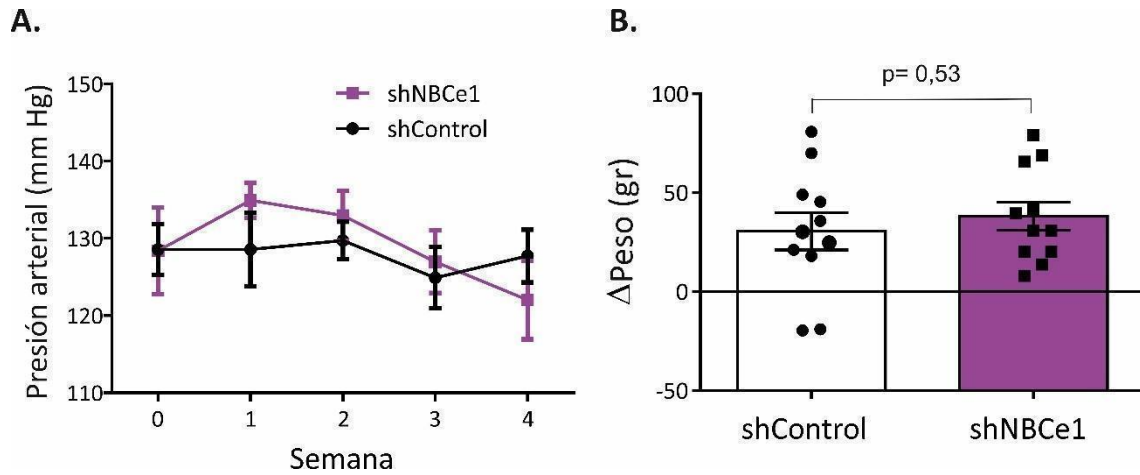 A.
Presión arterial (mm Hg)
150
140
130
120
110
shNBCe1
shControl
0 1 2 3 4
Semana
B.
p= 0,53
ΔPeso (gr)
100
50
0
-50
shControl shNBCe1